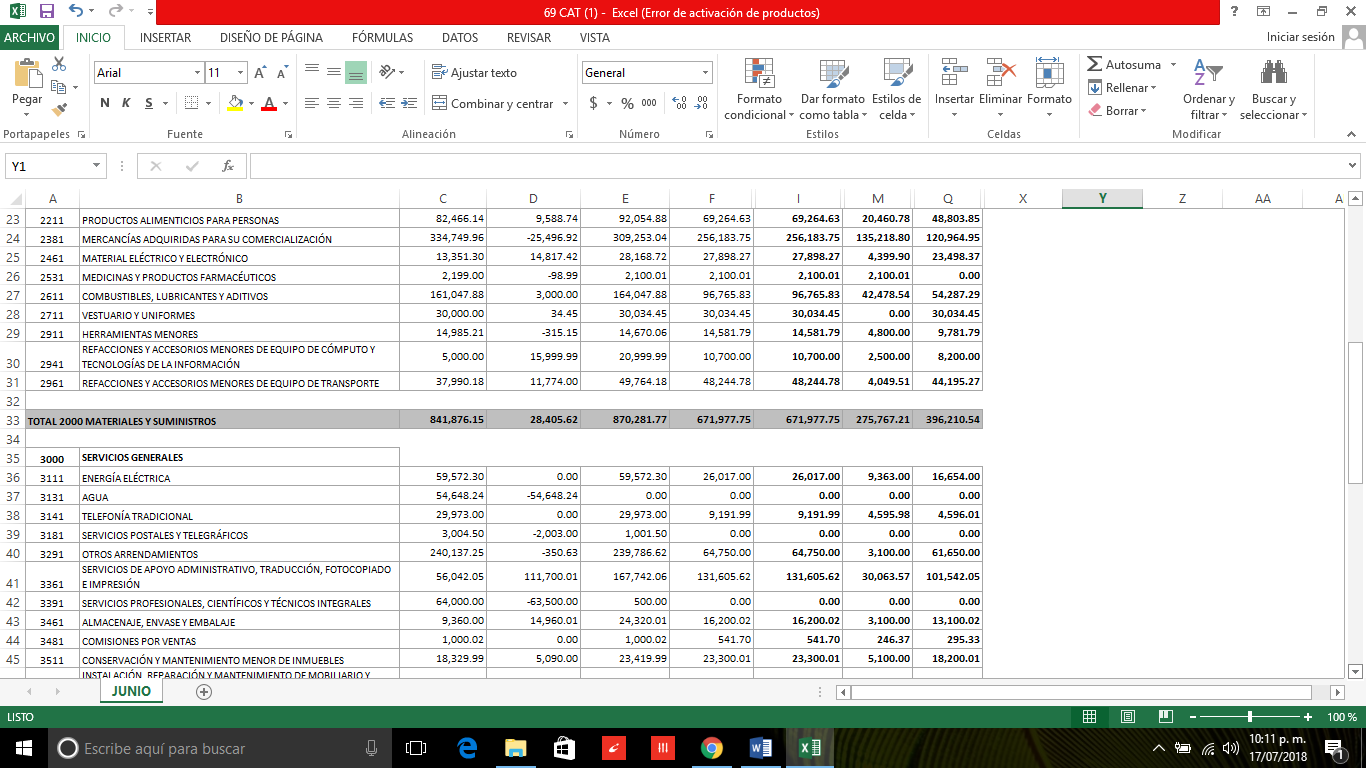 69 CAT (1) - Excel (Error de activación de productos)
ARCHIVO INICIO INSERTAR DISEÑO DE PÁGINA FÓRMULAS DATOS REVISAR VISTA Iniciar sesión
Pegar Arial 11 Ajustar texto General Autosuma
N K S Combinar y centrar $ % 000 Formato condicional Dar formato como tabla Estilos de celda Insertar Eliminar Formato Rellenar Borrar Ordenar y filtrar Buscar y seleccionar
Portapapeles Fuente Alineación Número Estilos Celdas Modificar
Y1 fx
A B C D E F I M Q X Y Z AA A
23 2211 PRODUCTOS ALIMENTICIOS PARA PERSONAS 82,466.14 9,588.74 92,054.88 69,264.63 69,264.63 20,460.78 48,803.85
24 2381 MERCANCÍAS ADQUIRIDAS PARA SU COMERCIALIZACIÓN 334,749.96 -25,496.92 309,253.04 256,183.75 256,183.75 135,218.80 120,964.95
25 2461 MATERIAL ELÉCTRICO Y ELECTRÓNICO 13,351.30 14,817.42 28,168.72 27,898.27 27,898.27 4,399.90 23,498.37
26 2531 MEDICINAS Y PRODUCTOS FARMACÉUTICOS 2,199.00 -98.99 2,100.01 2,100.01 2,100.01 2,100.01 0.00
27 2611 COMBUSTIBLES, LUBRICANTES Y ADITIVOS 161,047.88 3,000.00 164,047.88 96,765.83 96,765.83 42,478.54 54,287.29
28 2711 VESTUARIO Y UNIFORMES 30,000.00 34.45 30,034.45 30,034.45 30,034.45 0.00 30,034.45
29 2911 HERRAMIENTAS MENORES 14,985.21 -315.15 14,670.06 14,581.79 14,581.79 4,800.00 9,781.79
30 2941 REFACCIONES Y ACCESORIOS MENORES DE EQUIPO DE CÓMPUTO Y TECNOLOGÍAS DE LA INFORMACIÓN 5,000.00 15,999.99 20,999.99 10,700.00 10,700.00 2,500.00 8,200.00
31 2961 REFACCIONES Y ACCESORIOS MENORES DE EQUIPO DE TRANSPORTE 37,990.18 11,774.00 49,764.18 48,244.78 48,244.78 4,049.51 44,195.27
32
33 TOTAL 2000 MATERIALES Y SUMINISTROS 841,876.15 28,405.62 870,281.77 671,977.75 671,977.75 275,767.21 396,210.54
34
35 3000 SERVICIOS GENERALES
36 3111 ENERGÍA ELÉCTRICA 59,572.30 0.00 59,572.30 26,017.00 26,017.00 9,363.00 16,654.00
37 3131 AGUA 54,648.24 -54,648.24 0.00 0.00 0.00 0.00 0.00
38 3141 TELEFONÍA TRADICIONAL 29,973.00 0.00 29,973.00 9,191.99 9,191.99 4,595.98 4,596.01
39 3181 SERVICIOS POSTALES Y TELEGRÁFICOS 3,004.50 -2,003.00 1,001.50 0.00 0.00 0.00 0.00
40 3291 OTROS ARRENDAMIENTOS 240,137.25 -350.63 239,786.62 64,750.00 64,750.00 3,100.00 61,650.00
41 3361 SERVICIOS DE APOYO ADMINISTRATIVO, TRADUCCIÓN, FOTOCOPIADO E IMPRESIÓN 56,042.05 111,700.01 167,742.06 131,605.62 131,605.62 30,063.57 101,542.05
42 3391 SERVICIOS PROFESIONALES, CIENTÍFICOS Y TÉCNICOS INTEGRALES 64,000.00 -63,500.00 500.00 0.00 0.00 0.00 0.00
43 3461 ALMACENAJE, ENVASE Y EMBALAJE 9,360.00 14,960.01 24,320.01 16,200.02 16,200.02 3,100.00 13,100.02
44 3481 COMISIONES POR VENTAS 1,000.02 0.00 1,000.02 541.70 541.70 246.37 295.33
45 3511 CONSERVACIÓN Y MANTENIMIENTO MENOR DE INMUEBLES 18,329.99 5,090.00 23,419.99 23,300.01 23,300.01 5,100.00 18,200.01
INSTALACIÓN, REPARACIÓN Y MANTENIMIENTO DE MOBILIARIO Y
JUNIO
LISTO 100 %
Escribe aquí para buscar 10:11 p. m.
17/07/2018 1